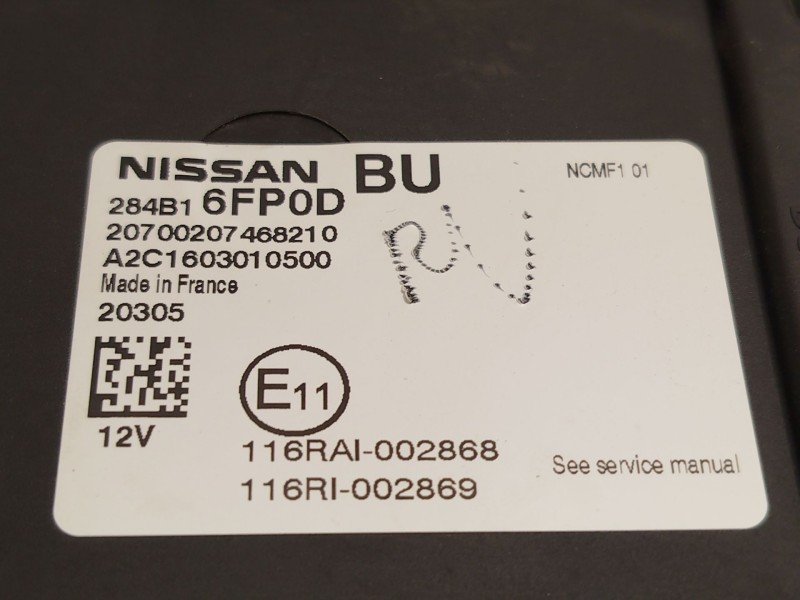 NISSAN BU
NCMF1 01
284B1 6FP0D
20700207468210
A2C1603010500
Made in France
20305
12V
E11
116RAI-002868
116RI-002869
See service manual